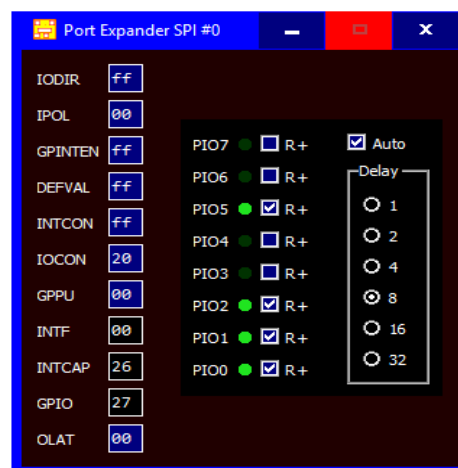 Port Expander SPI #0
IODIR ff
IPOL 00
GPINTEN ff
DEFVAL ff
INTCON ff
IOCON 20
GPPU 00
INTF 00
INTCAP 26
GPIO 27
OLAT 00
PIO7 R+
PIO6 R+
PIO5 R+
PIO4 R+
PIO3 R+
PIO2 R+
PIO1 R+
PIO0 R+
Auto
Delay
1
2
4
8
16
32